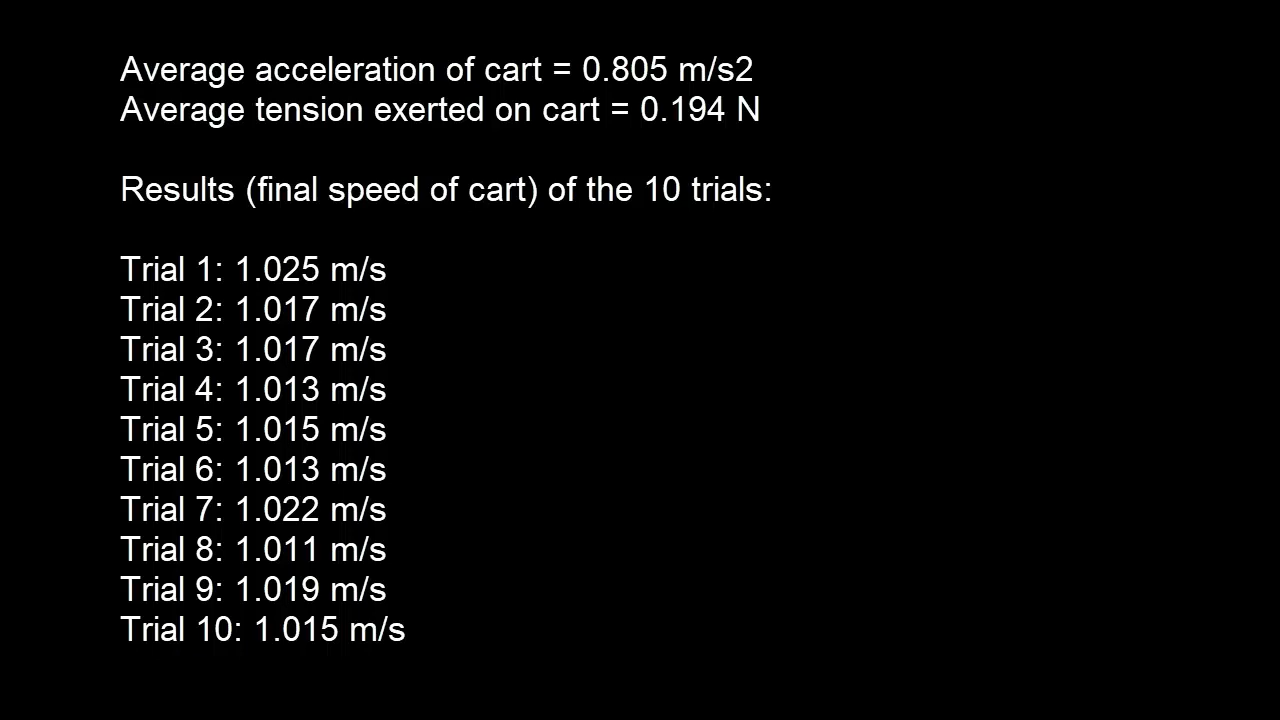 Average acceleration of cart = 0.805 m/s2
Average tension exerted on cart = 0.194 N
Results (final speed of cart) of the 10 trials:
Trial 1: 1.025 m/s
Trial 2: 1.017 m/s
Trial 3: 1.017 m/s
Trial 4: 1.013 m/s
Trial 5: 1.015 m/s
Trial 6: 1.013 m/s
Trial 7: 1.022 m/s
Trial 8: 1.011 m/s
Trial 9: 1.019 m/s
Trial 10: 1.015 m/s